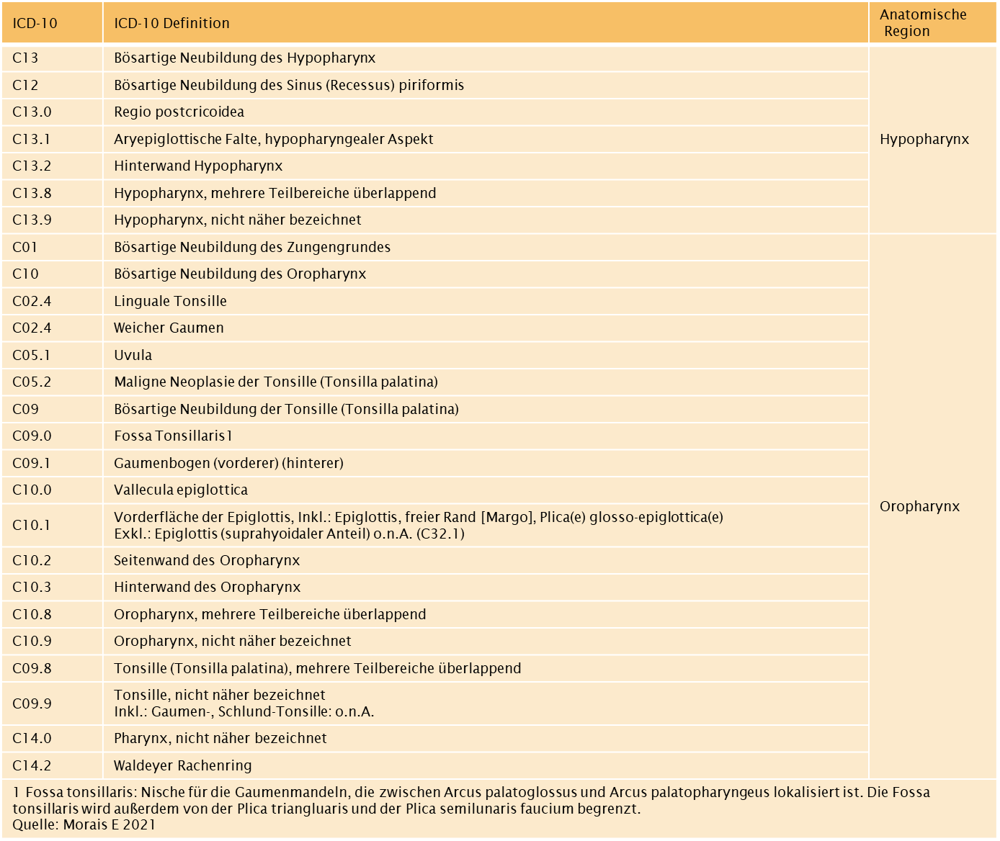 ICD-10 ICD-10 Definition Anatomische
Region
C13 Bösartige Neubildung des Hypopharynx
C12 Bösartige Neubildung des Sinus (Recessus) piriformis
C13.0 Regio postcricoidea
C13.1 Aryepiglottische Falte, hypopharyngealer Aspekt Hypopharynx
C13.2 Hinterwand Hypopharynx
C13.8 Hypopharynx, mehrere Teilbereiche überlappend
C13.9 Hypopharynx, nicht näher bezeichnet
C01 Bösartige Neubildung des Zungengrundes
C10 Bösartige Neubildung des Oropharynx
C02.4 Linguale Tonsille
C02.4 Weicher Gaumen
C05.1 Uvula
C05.2 Maligne Neoplasie der Tonsille (Tonsilla palatina)
C09 Bösartige Neubildung der Tonsille (Tonsilla palatina)
C09.0 Fossa Tonsillaris1
C09.1 Gaumenbogen (vorderer) (hinterer)
C10.0 Vallecula epiglottica
Oropharynx
C10.1 Vorderfläche der Epiglottis, Inkl.: Epiglottis, freier Rand [Margo], Plica(e) glosso-epiglottica(e)
Exkl.: Epiglottis (suprahyoidaler Anteil) o.n.A. (C32.1)
C10.2 Seitenwand des Oropharynx
C10.3 Hinterwand des Oropharynx
C10.8 Oropharynx, mehrere Teilbereiche überlappend
C10.9 Oropharynx, nicht näher bezeichnet
C09.8 Tonsille (Tonsilla palatina), mehrere Teilbereiche überlappend
C09.9 Tonsille, nicht näher bezeichnet
Inkl.: Gaumen-, Schlund-Tonsille: o.n.A.
C14.0 Pharynx, nicht näher bezeichnet
C14.2 Waldeyer Rachenring
1 Fossa tonsillaris: Nische für die Gaumenmandeln, die zwischen Arcus palatoglossus und Arcus palatopharyngeus lokalisiert ist. Die Fossa
tonsillaris wird außerdem von der Plica triangluaris und der Plica semilunaris faucium begrenzt.
Quelle: Morais E 2021